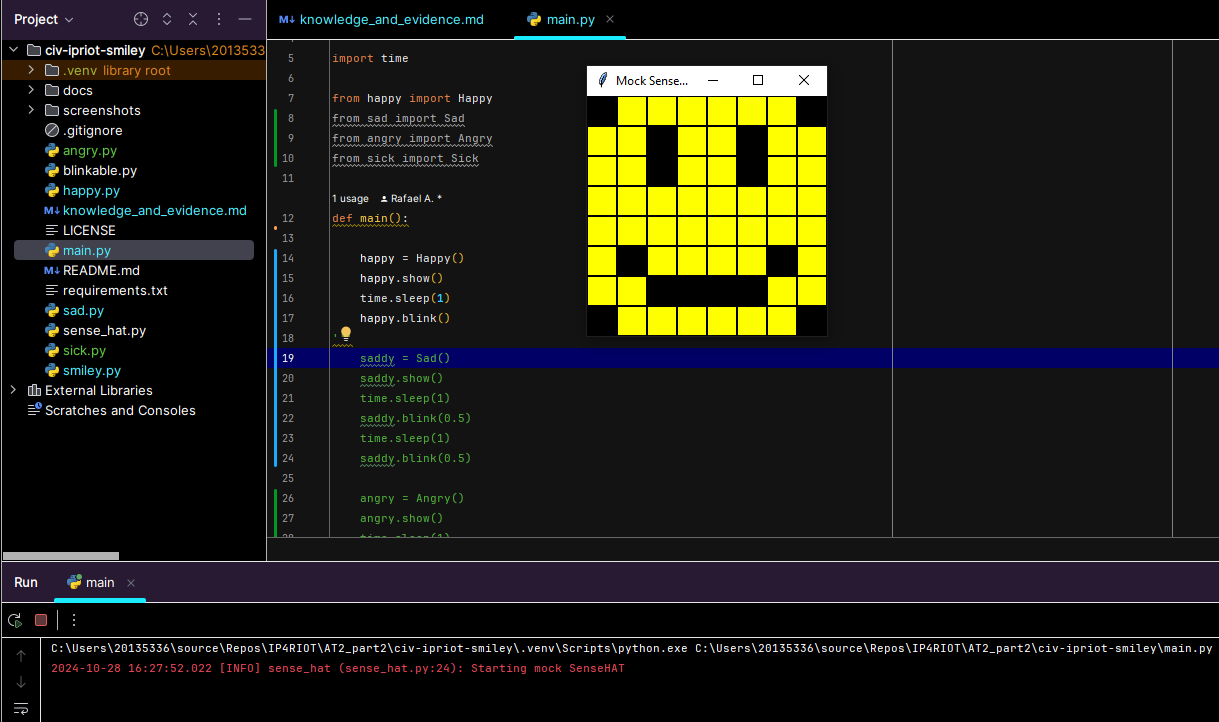 Project
knowledge_and_evidence.md
main.py
civ-ipriot-smiley C:\Users\20135336
.venv library root
docs
screenshots
.gitignore
angry.py
blinkable.py
happy.py
knowledge_and_evidence.md
LICENSE
main.py
README.md
requirements.txt
sad.py
sense_hat.py
sick.py
smiley.py
External Libraries
Scratches and Consoles
5 import time
6
7 from happy import Happy
8 from sad import Sad
9 from angry import Angry
10 from sick import Sick
11
1 usage Rafael A. *
12 def main():
13
14 happy = Happy()
15 happy.show()
16 time.sleep(1)
17 happy.blink()
18 '
19 saddy = Sad()
20 saddy.show()
21 time.sleep(1)
22 saddy.blink(0.5)
23 time.sleep(1)
24 saddy.blink(0.5)
25
26 angry = Angry()
27 angry.show()
28 time.sleep(1)
Mock Sense...
Run main
C:\Users\20135336\source\Repos\IP4RIOT\AT2_part2\civ-ipriot-smiley\.venv\Scripts\python.exe C:\Users\20135336\source\Repos\IP4RIOT\AT2_part2\civ-ipriot-smiley\main.py
2024-10-28 16:27:52.022 [INFO] sense_hat (sense_hat.py:24): Starting mock SenseHAT